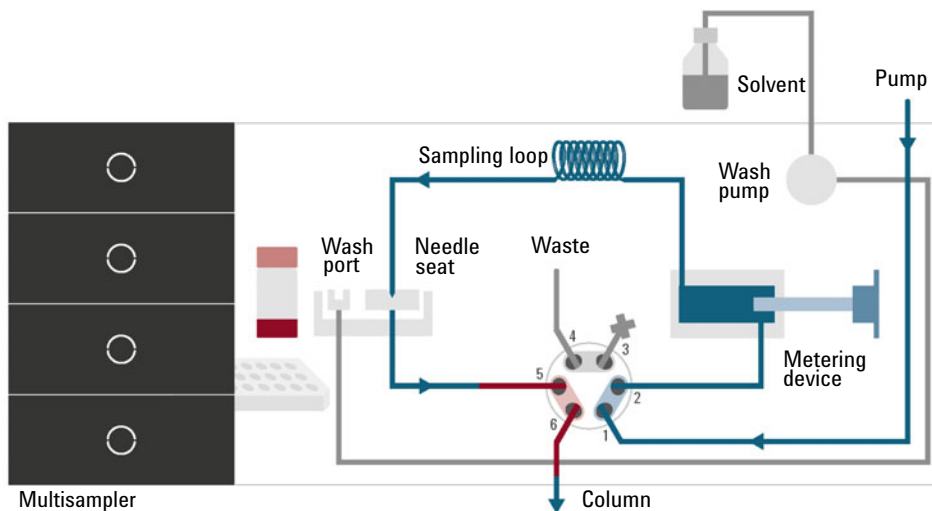 Solvent
Pump
Sampling loop
Wash
pump
Wash
port
Needle
seat
Waste
4
3
5
2
6
1
Metering
device
Multisampler
Column